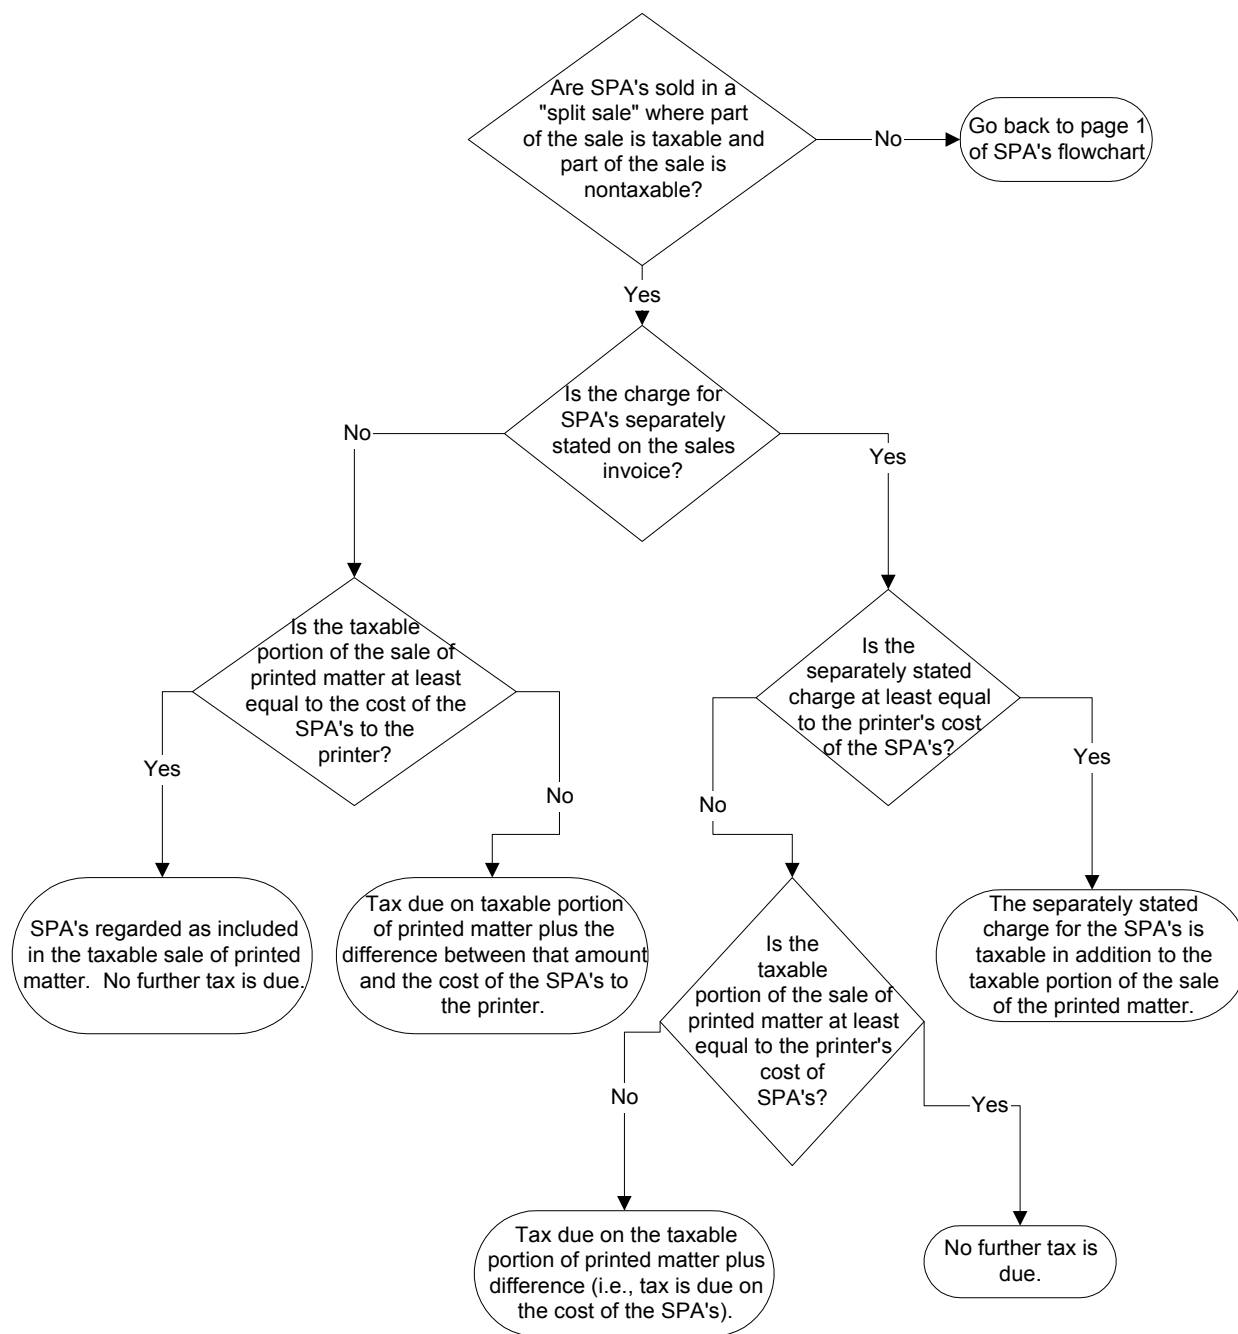 Are SPA's sold in a
"split sale" where part
of the sale is taxable and
part of the sale is
nontaxable?
No
Go back to page 1
of SPA's flowchart
Yes
Is the charge for
SPA's separately
stated on the sales
invoice?
No
Yes
Is the taxable
portion of the sale of
printed matter at least
equal to the cost of the
SPA's to the
printer?
Is the
separately stated
charge at least equal
to the printer's cost
of the SPA's?
Yes
No
No
Yes
SPA's regarded as included
in the taxable sale of printed
matter.  No further tax is due.
Tax due on taxable portion
of printed matter plus the
difference between that amount
and the cost of the SPA's to
the printer.
Is the
taxable
portion of the sale of
printed matter at least
equal to the printer's
cost of
SPA's?
The separately stated
charge for the SPA's is
taxable in addition to the
taxable portion of the sale
of the printed matter.
No
Yes
Tax due on the taxable
portion of printed matter plus
difference (i.e., tax is due on
the cost of the SPA's).
No further tax is
due.